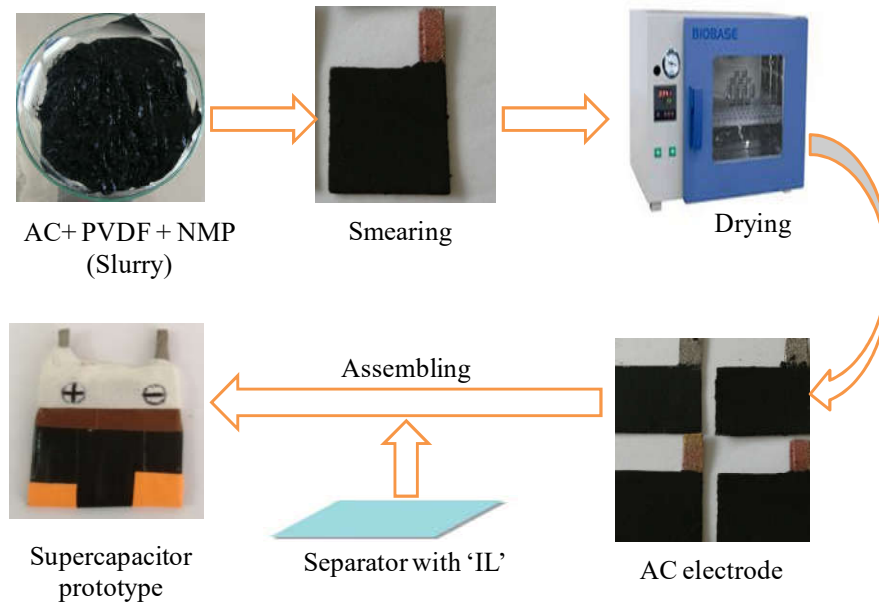 BIOBASE
AC+ PVDF + NMP
(Slurry)
Smearing
Drying
Assembling
+
−
Supercapacitor
prototype
Separator with ‘IL’
AC electrode